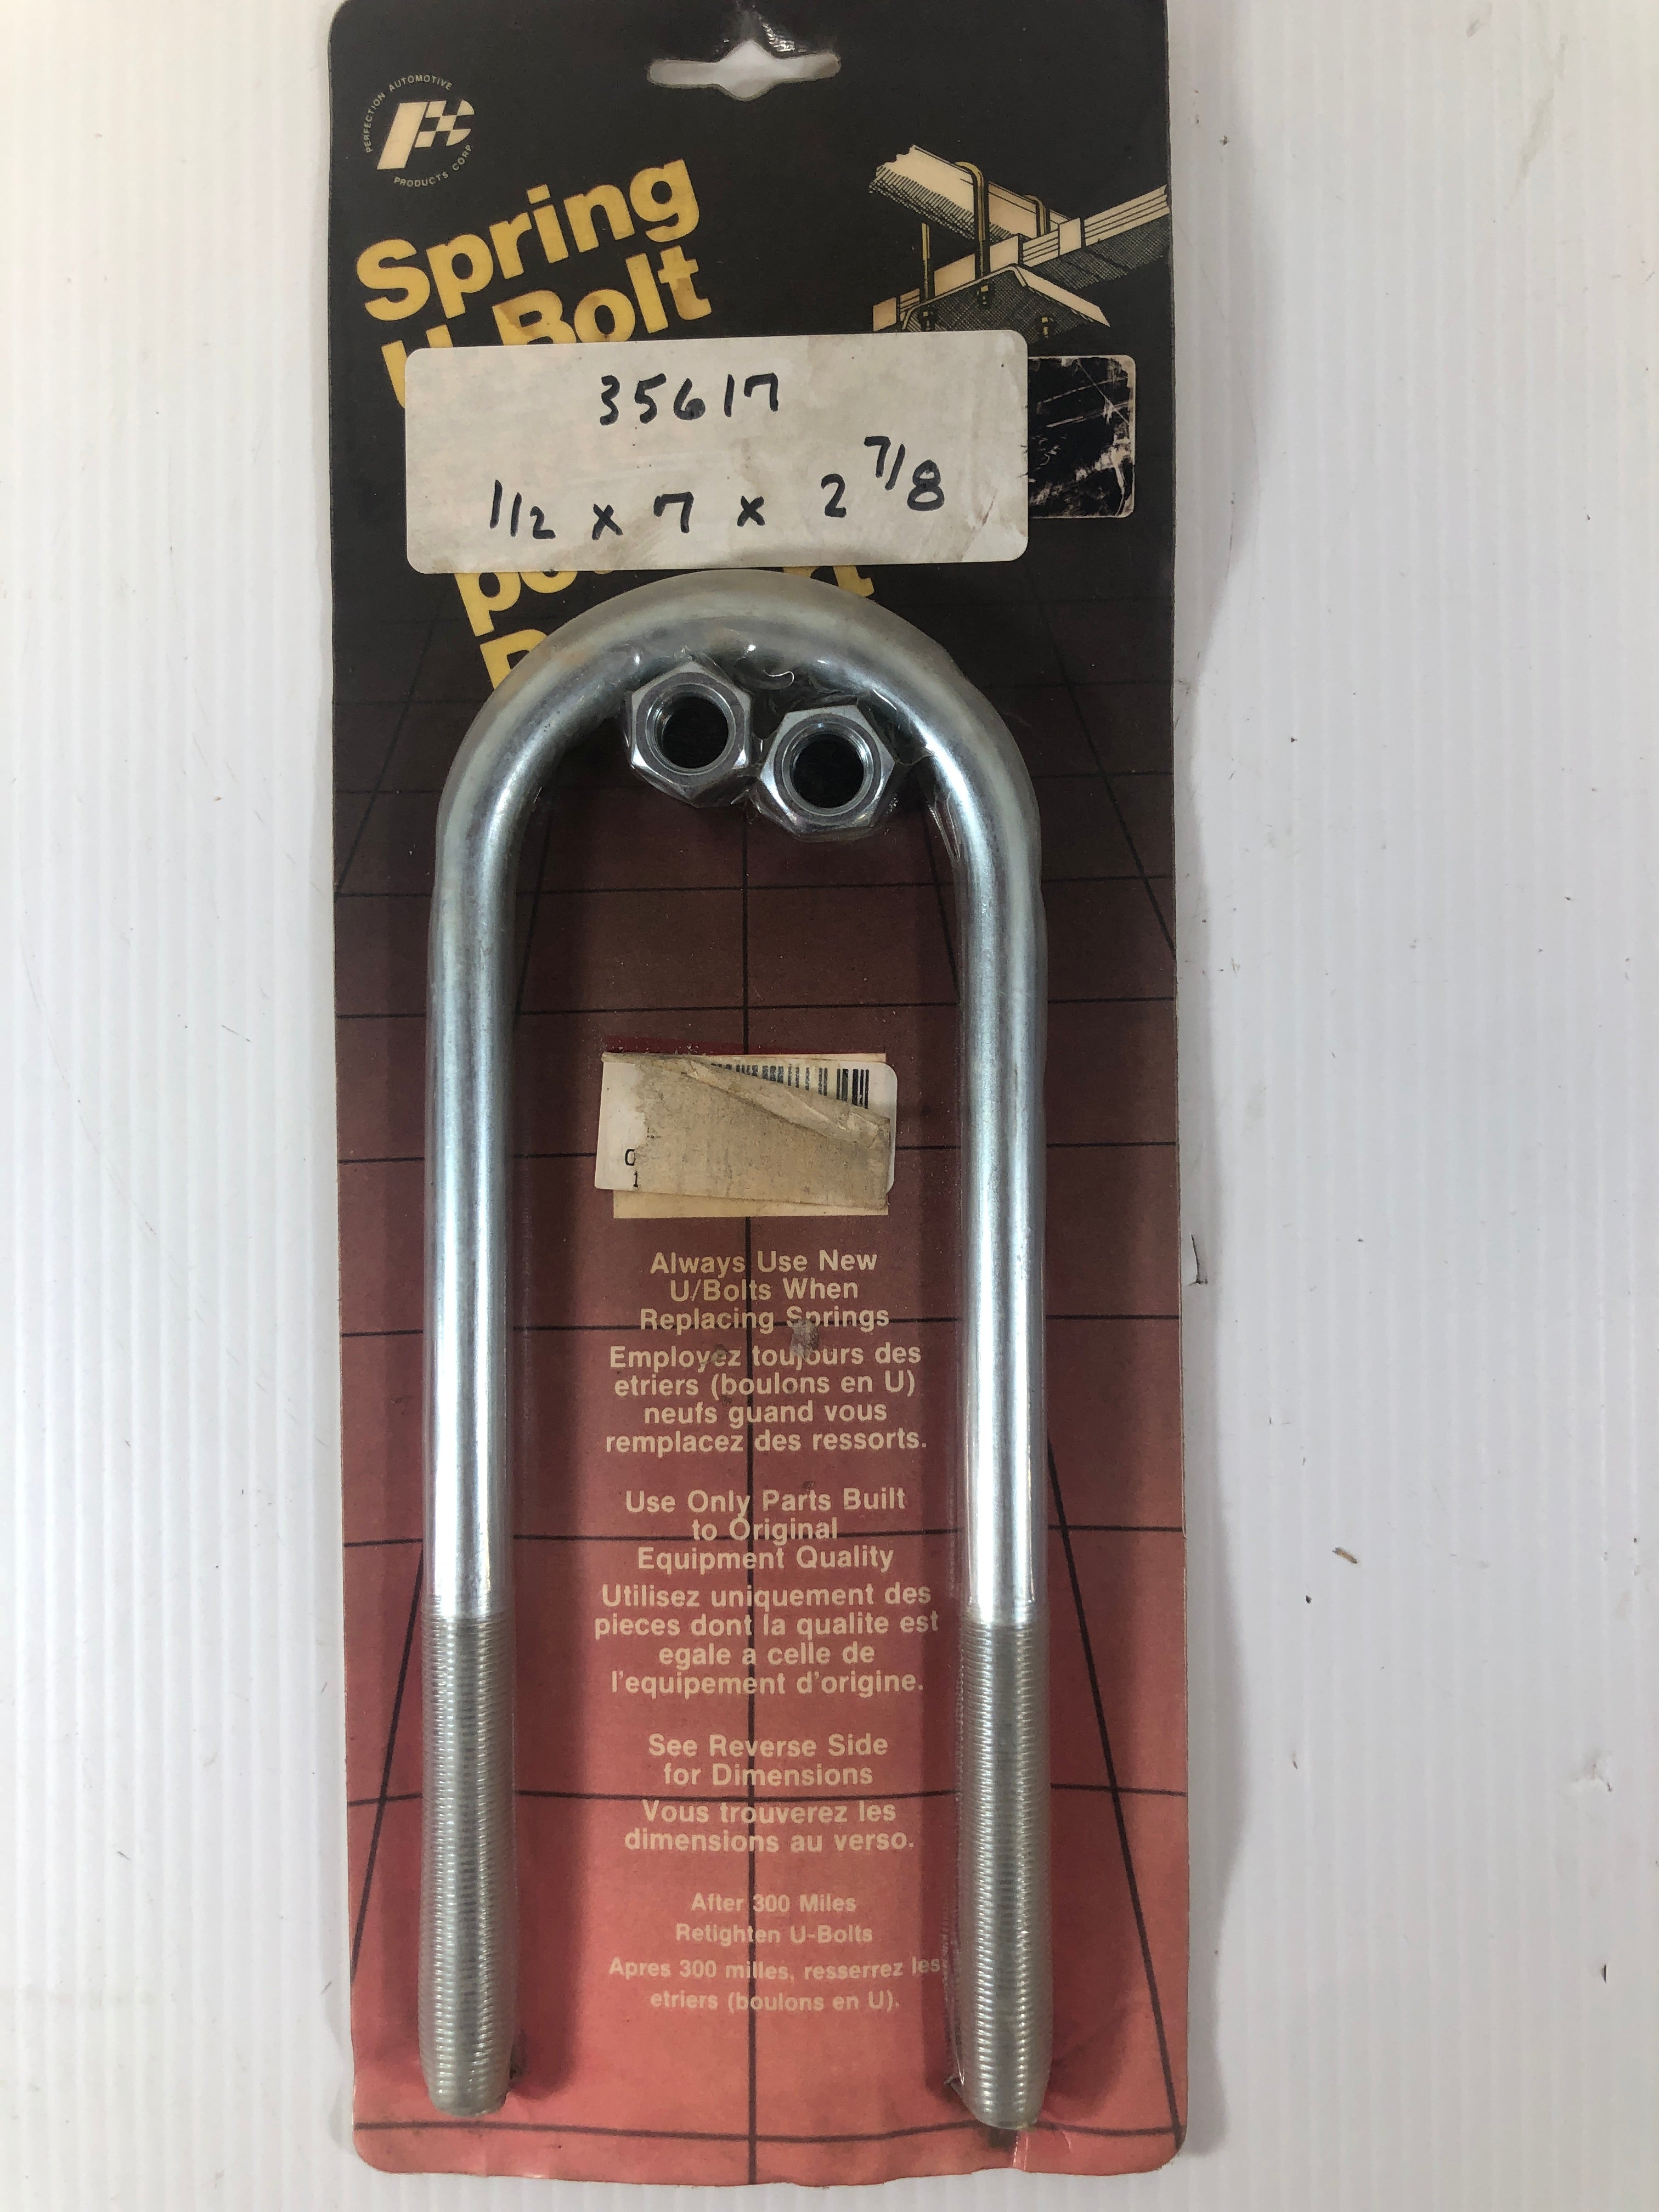 PERFECTION AUTOMOTIVE
PRODUCTS CORP
Spring
U-Bolt
35617
1/2 x 7 x 2 7/8
0
1
Always Use New
U/Bolts When
Replacing Springs
Employez toujours des
etriers (boulons en U)
neufs guand vous
remplacez des ressorts.
Use Only Parts Built
to Original
Equipment Quality
Utilisez uniquement des
pieces dont la qualite est
egale a celle de
l'equipement d'origine.
See Reverse Side
for Dimensions
Vous trouverez les
dimensions au verso.
After 300 Miles
Retighten U-Bolts
Apres 300 milles, resserrez les
etriers (boulons en U).